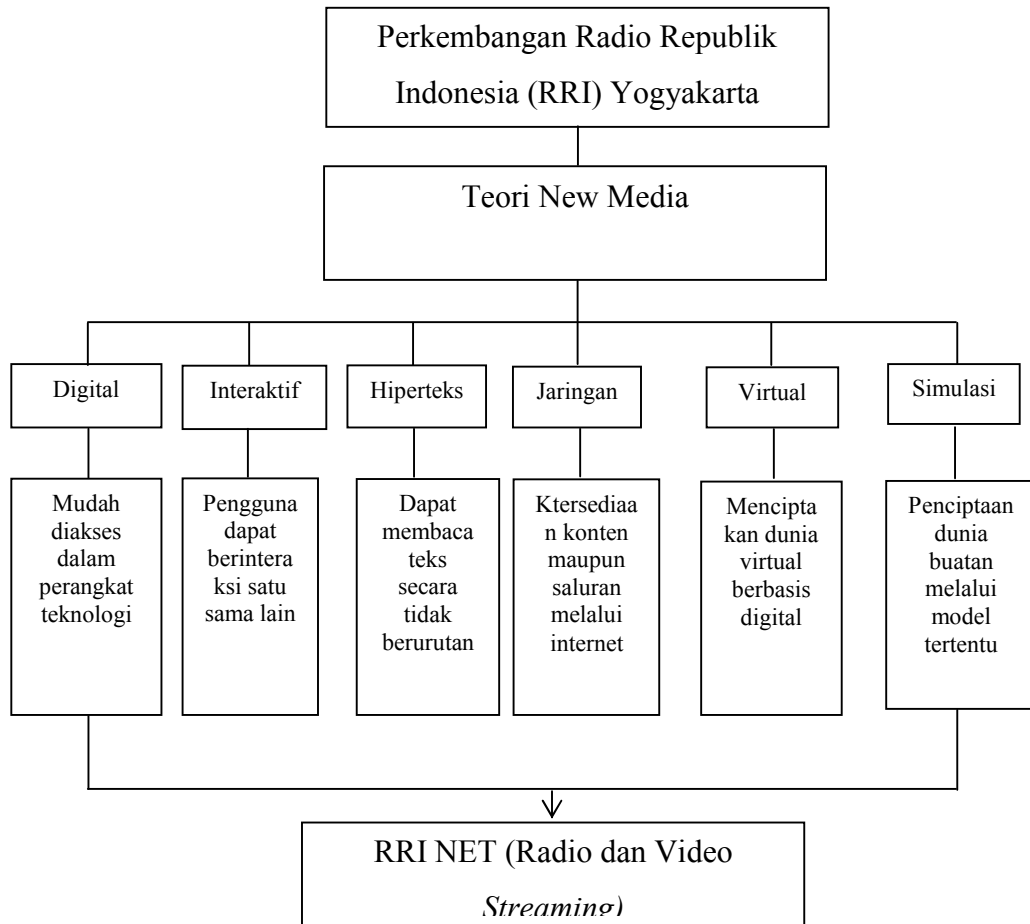 Perkembangan Radio Republik
Indonesia (RRI) Yogyakarta
Teori New Media
Digital
Interaktif
Hiperteks
Jaringan
Virtual
Simulasi
Mudah
diakses
dalam
perangkat
teknologi
Pengguna
dapat
berintera
ksi satu
sama lain
Dapat
membaca
teks
secara
tidak
berurutan
Ktersediaa
n konten
maupun
saluran
melalui
internet
Mencipta
kan dunia
virtual
berbasis
digital
Penciptaan
dunia
buatan
melalui
model
tertentu
RRI NET (Radio dan Video
Streaming)